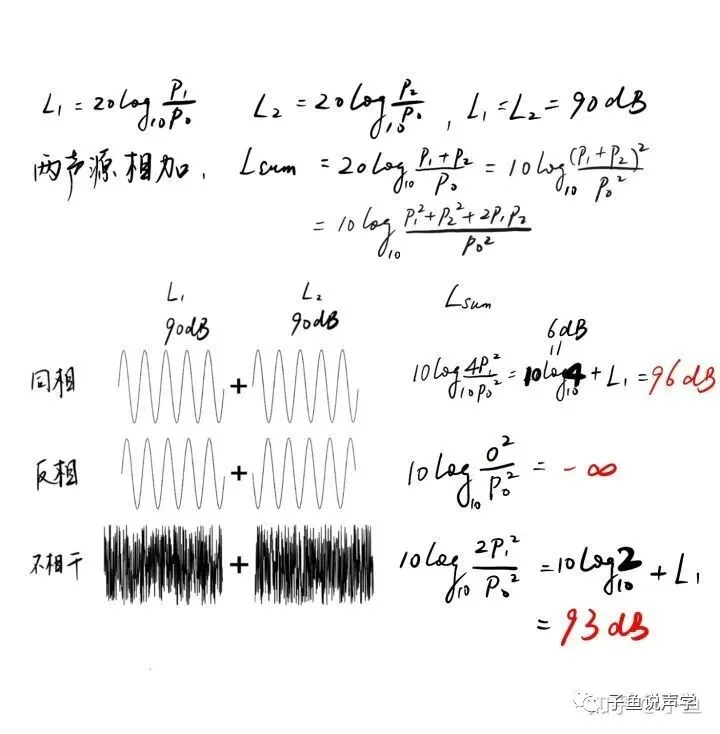 L₁ = 20log₁₀ P₁/P₀ L₂ = 20log₁₀ P₂/P₀ , L₁ = L₂ = 90dB
两声源相加, Lsum = 20log₁₀ (P₁+P₂)/P₀ = 10log₁₀ (P₁+P₂)²/P₀²
= 10log₁₀ (P₁²+P₂²+2P₁P₂)/P₀²
L₁ L₂ Lsum
90dB 90dB
6dB
॥
同相 + 10log₁₀ 4P₁²/P₀² = 10log₁₀4 + L₁ = 96dB
反相 + 10log₁₀ 0²/P₀² = -∞
不相干 + 10log₁₀ 2P₁²/P₀² = 10log₁₀2 + L₁
= 93dB
子鱼说声学